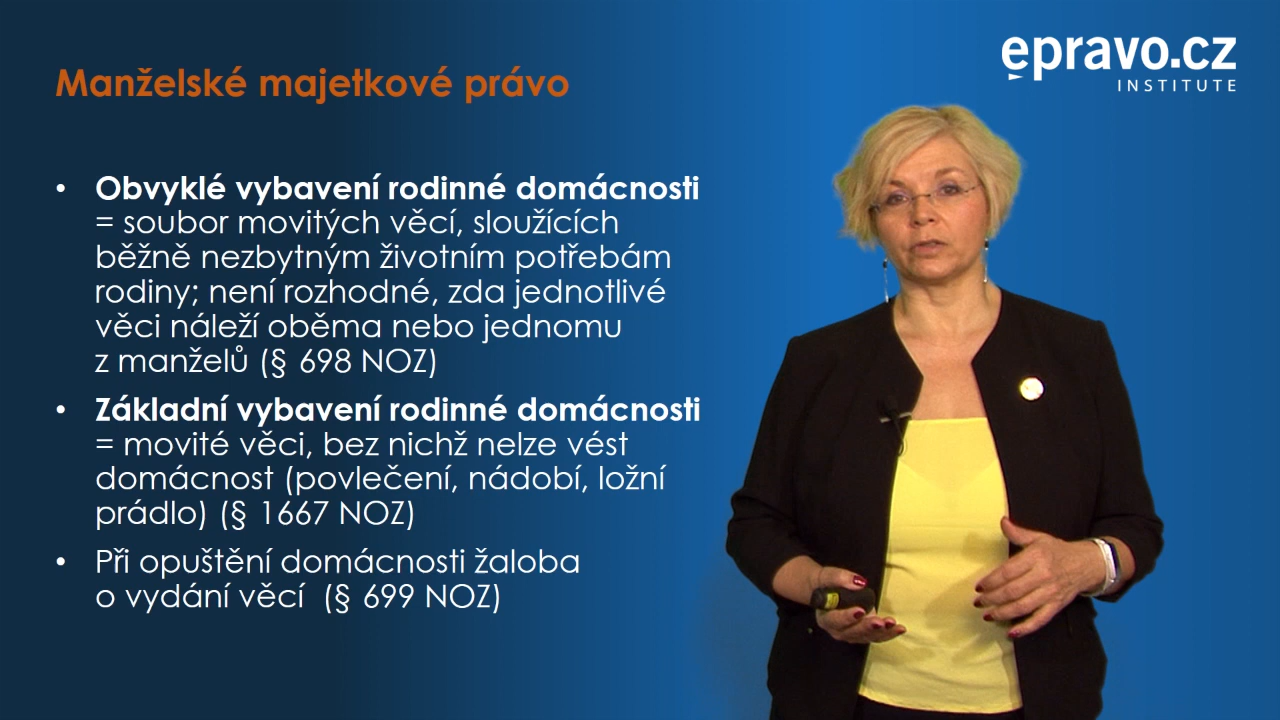 Manželské majetkové právo
epravo.cz
INSTITUTE
• Obvyklé vybavení rodinné domácnosti
= soubor movitých věcí, sloužících
běžně nezbytným životním potřebám
rodiny; není rozhodné, zda jednotlivé
věci náleží oběma nebo jednomu
z manželů (§ 698 NOZ)
• Základní vybavení rodinné domácnosti
= movité věci, bez nichž nelze vést
domácnost (povlečení, nádobí, ložní
prádlo) (§ 1667 NOZ)
• Při opuštění domácnosti žaloba
o vydání věcí (§ 699 NOZ)